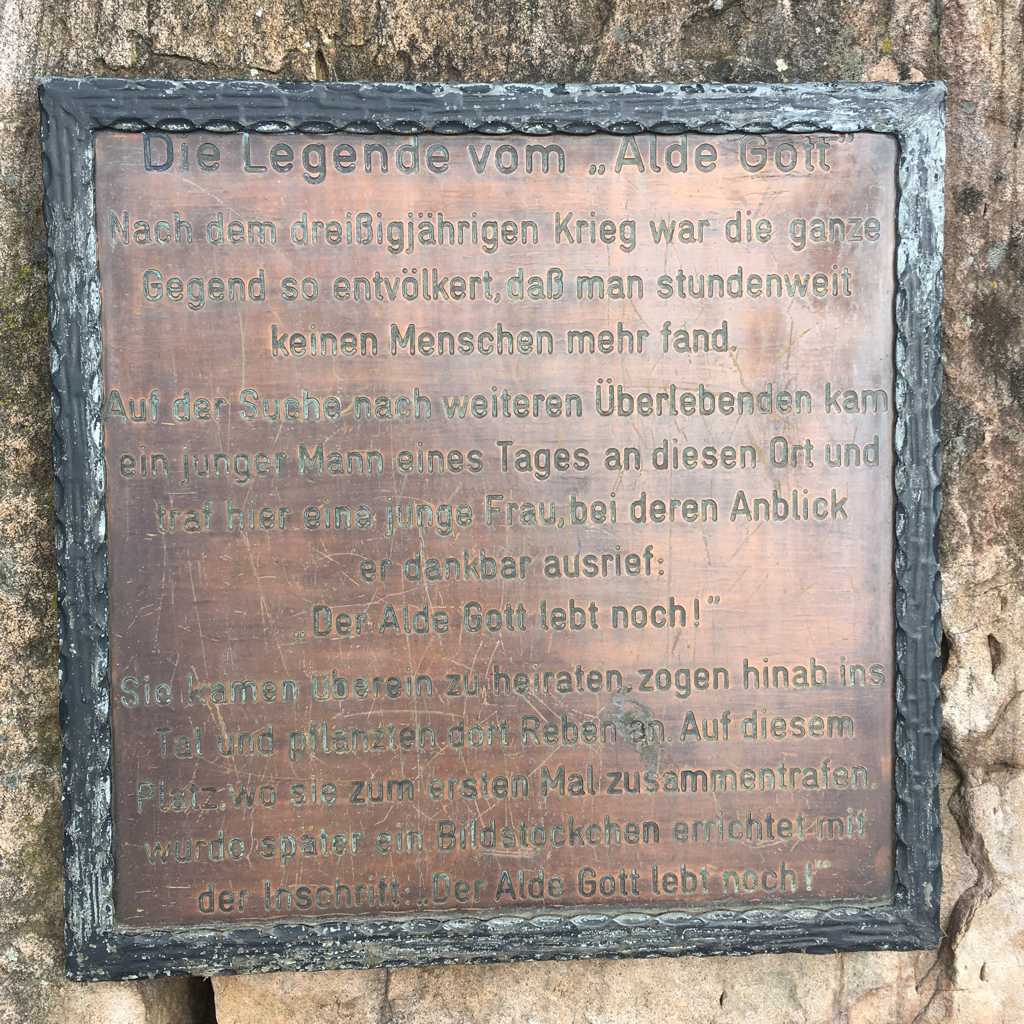 Die Legende vom „Alde Gott”
Nach dem dreißigjährigen Krieg war die ganze
Gegend so entvölkert, daß man stundenweit
keinen Menschen mehr fand.
Auf der Suche nach weiteren Überlebenden kam
ein junger Mann eines Tages an diesen Ort und
traf hier eine junge Frau, bei deren Anblick
er dankbar ausrief:
„Der Alde Gott lebt noch!”
Sie kamen überein zu heiraten, zogen hinab ins
Tal und pflanzten dort Reben an. Auf diesem
Platz, wo sie zum ersten Mal zusammentrafen,
wurde später ein Bildstöckchen errichtet mit
der Inschrift: „Der Alde Gott lebt noch!”